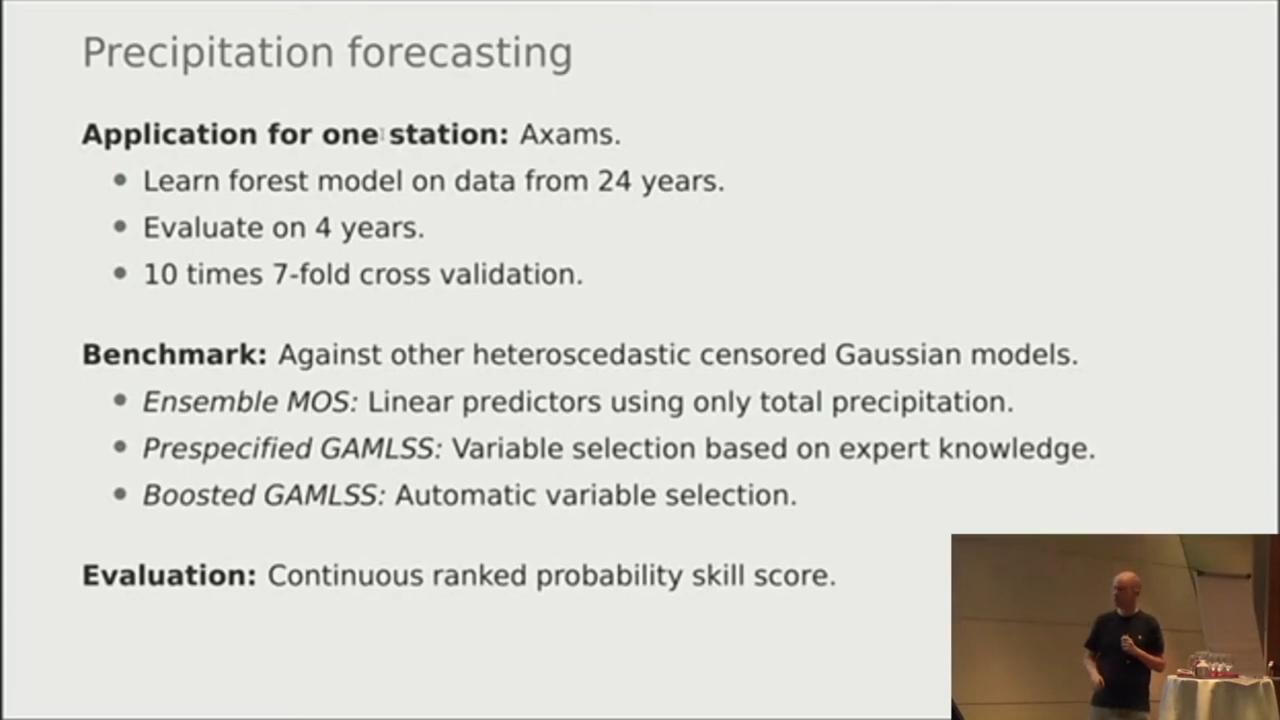 Precipitation forecasting
Application for one station: Axams.
Learn forest model on data from 24 years.
Evaluate on 4 years.
10 times 7-fold cross validation.
Benchmark: Against other heteroscedastic censored Gaussian models.
Ensemble MOS: Linear predictors using only total precipitation.
Prespecified GAMLSS: Variable selection based on expert knowledge.
Boosted GAMLSS: Automatic variable selection.
Evaluation: Continuous ranked probability skill score.